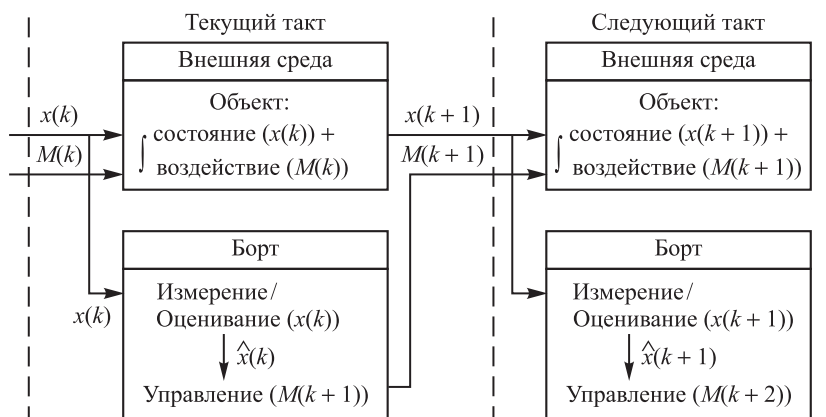 Текущий такт
Внешняя среда
Объект:
∫ состояние (x(k)) +
воздействие (M(k))
x(k)
M(k)
Борт
Измерение/
Оценивание (x(k))
x̂(k)
Управление (M(k + 1))
x(k)
x(k + 1)
M(k + 1)
Следующий такт
Внешняя среда
Объект:
∫ состояние (x(k + 1)) +
воздействие (M(k + 1))
Борт
Измерение/
Оценивание (x(k + 1))
x̂(k + 1)
Управление (M(k + 2))